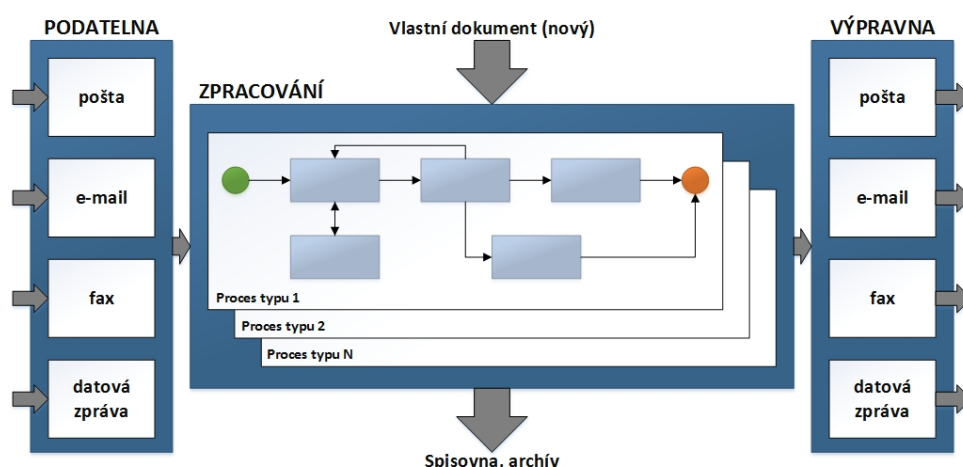 PODATELNA
pošta
e-mail
fax
datová
zpráva
Vlastní dokument (nový)
ZPRACOVÁNÍ
Proces typu 1
Proces typu 2
Proces typu N
Spisovna, archív
VÝPRAVNA
pošta
e-mail
fax
datová
zpráva